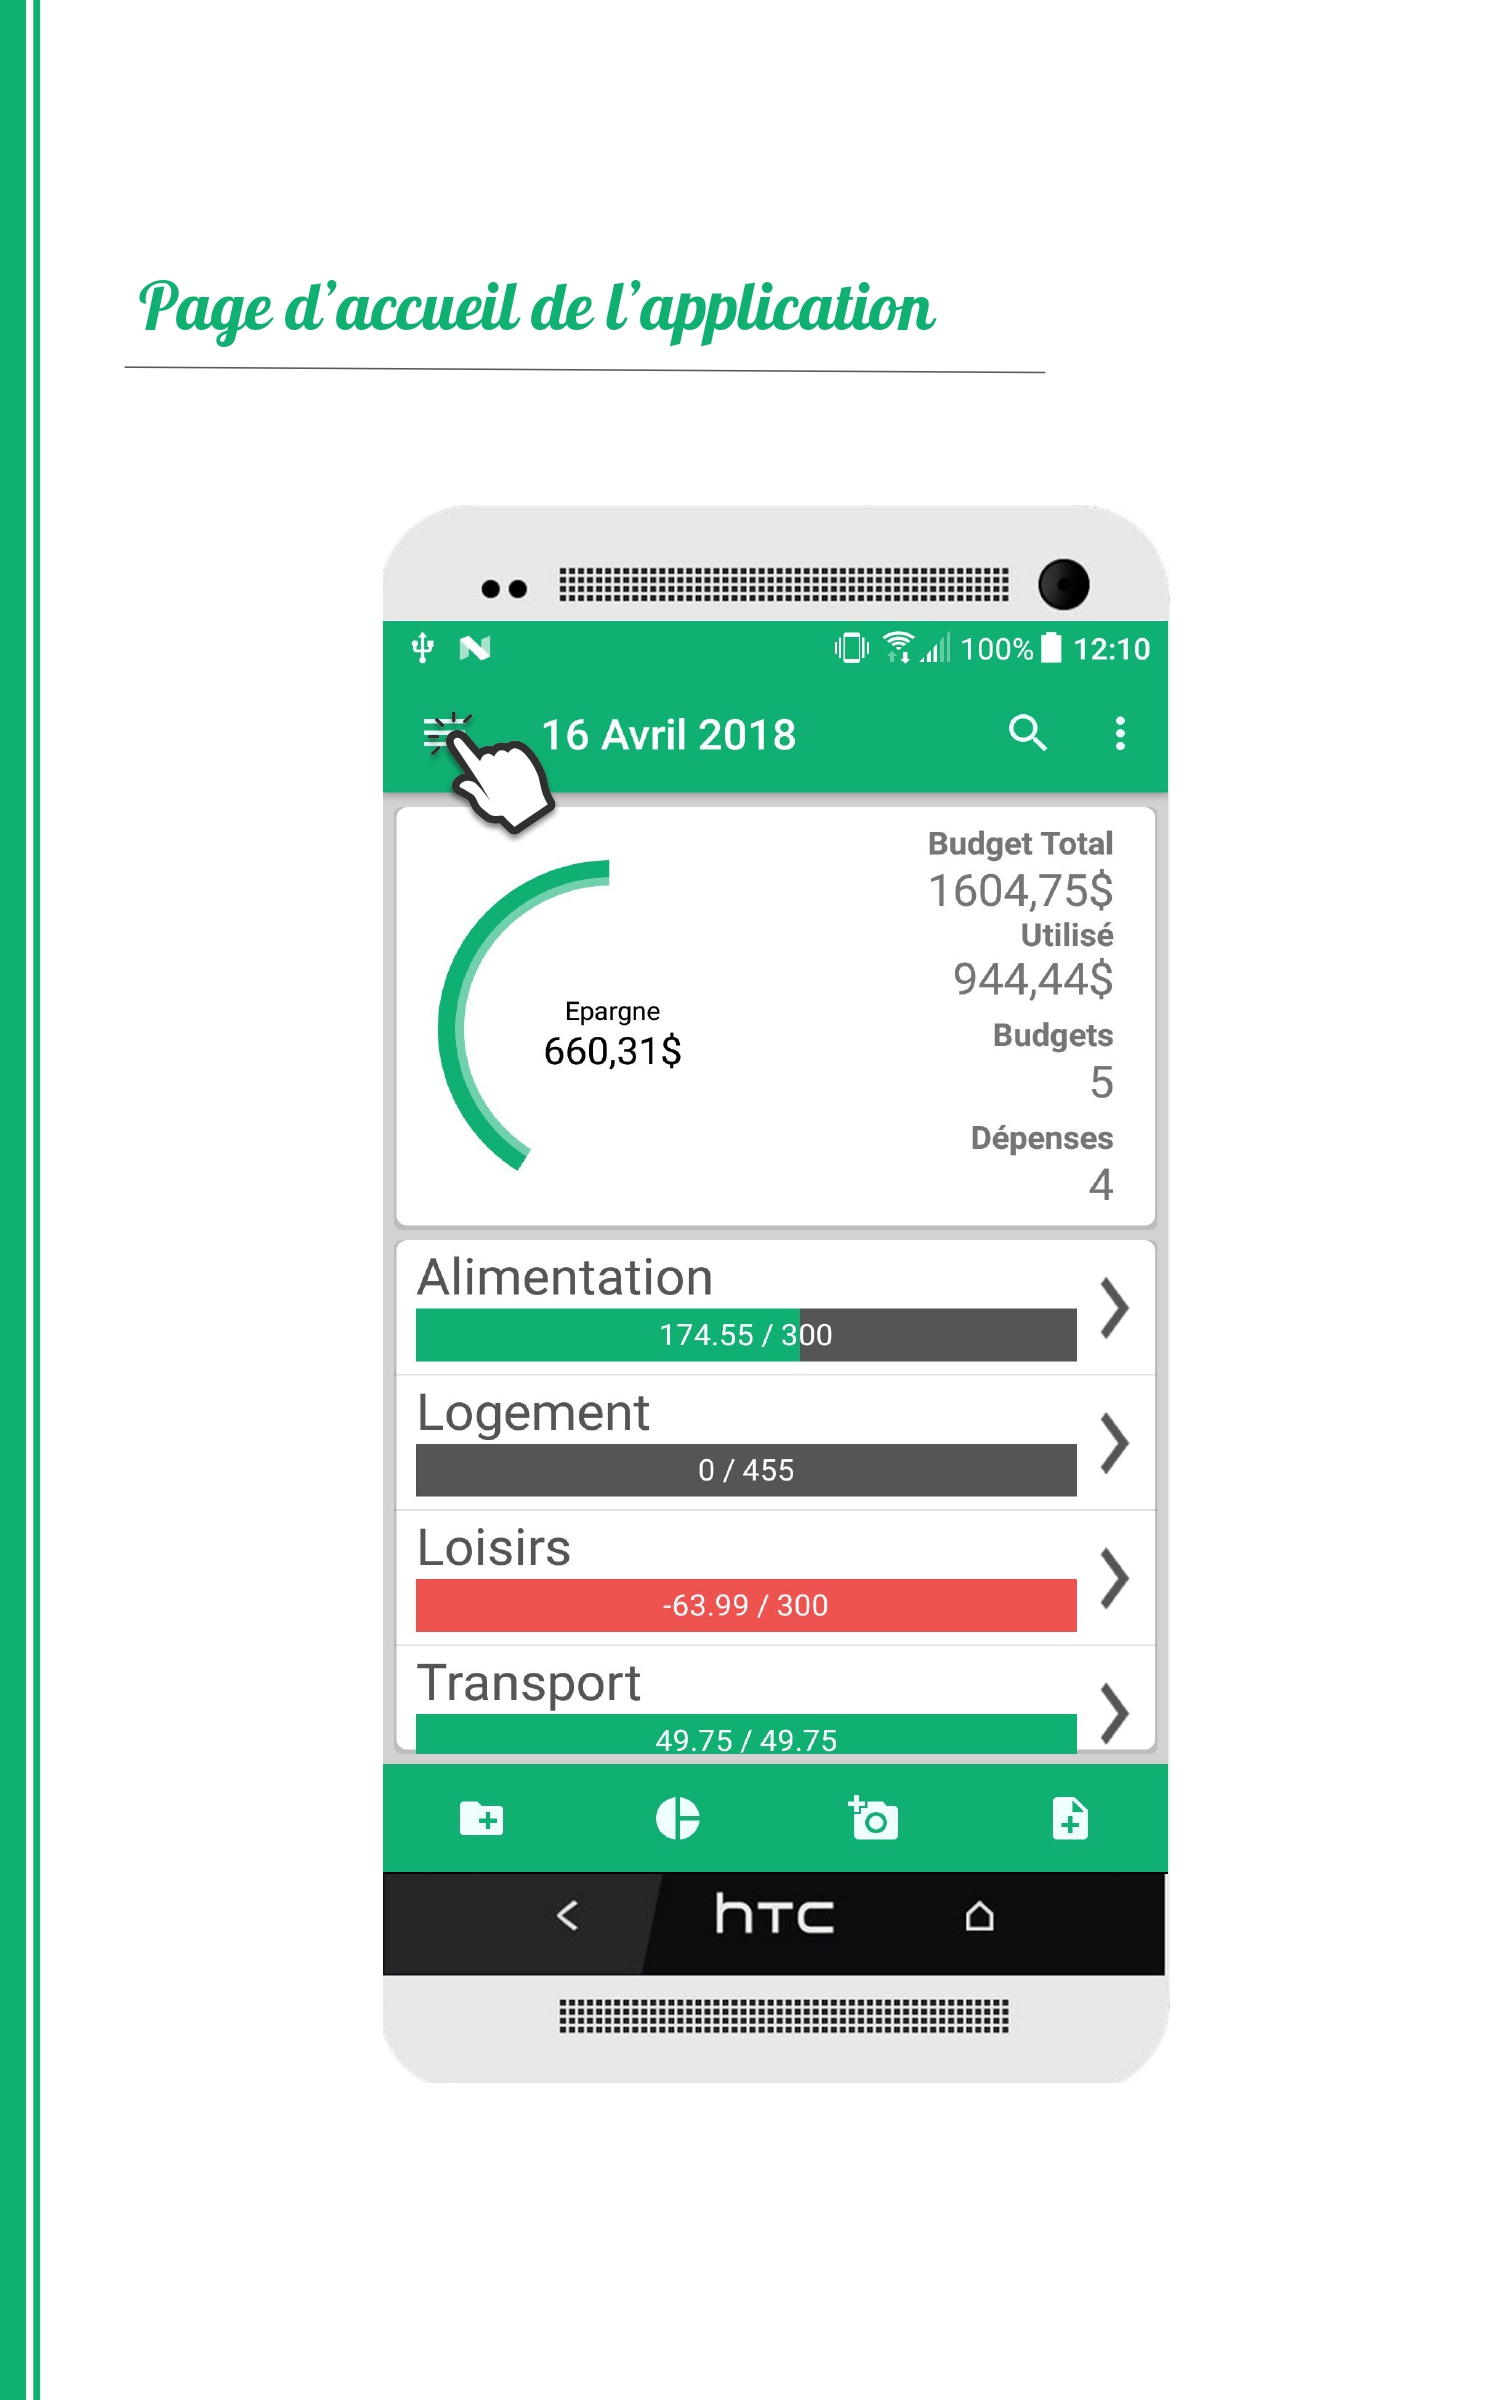 Page d'accueil de l'application
100% 12:10
16 Avril 2018
Budget Total
1604,75$
Utilisé
944,44$
Epargne
660,31$
Budgets
5
Dépenses
4
Alimentation
174.55 / 300
Logement
0 / 455
Loisirs
-63.99 / 300
Transport
49.75 / 49.75
hTC